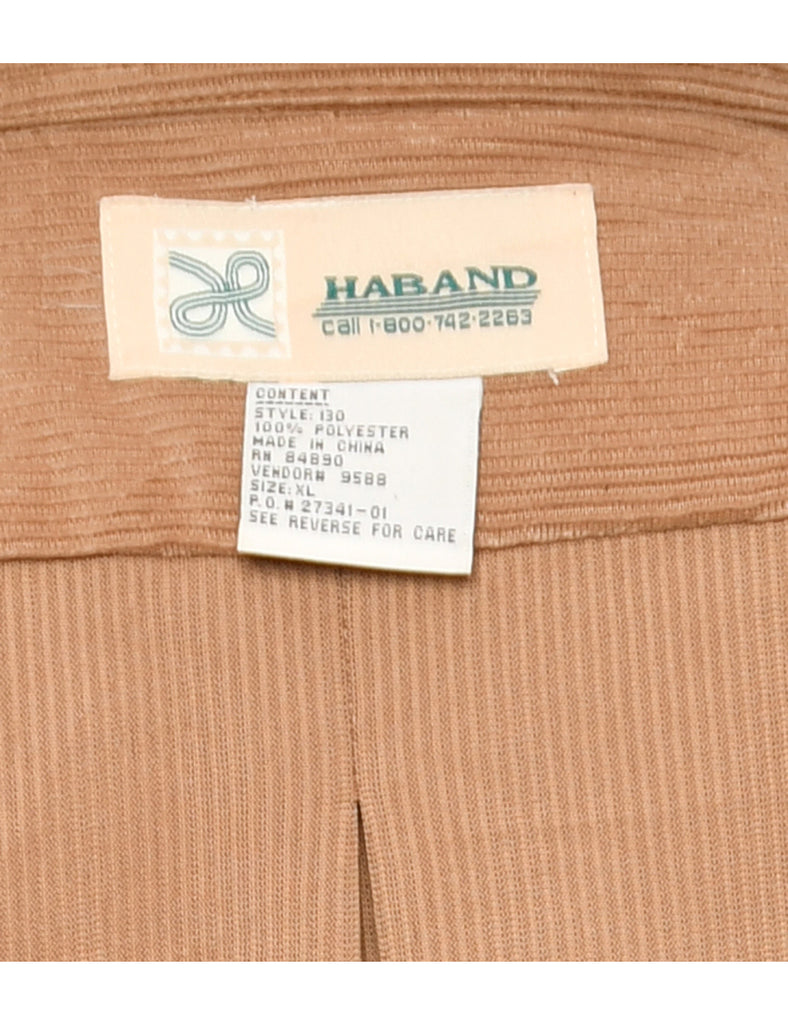 HABAND
call 1-800-742-2263
CONTENT
STYLE: 130
100% POLYESTER
MADE IN CHINA
RN 84890
VENDOR# 9588
SIZE: XL
P.O.# 27341-01
SEE REVERSE FOR CARE